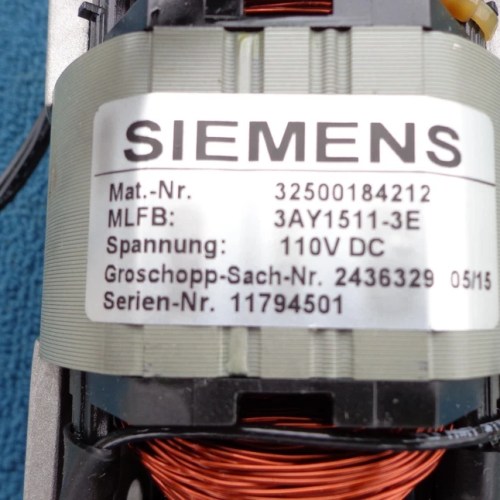 SIEMENS
Mat.-Nr. 32500184212
MLFB: 3AY1511-3E
Spannung: 110V DC
Groschopp-Sach-Nr. 2436329 05/15
Serien-Nr. 11794501